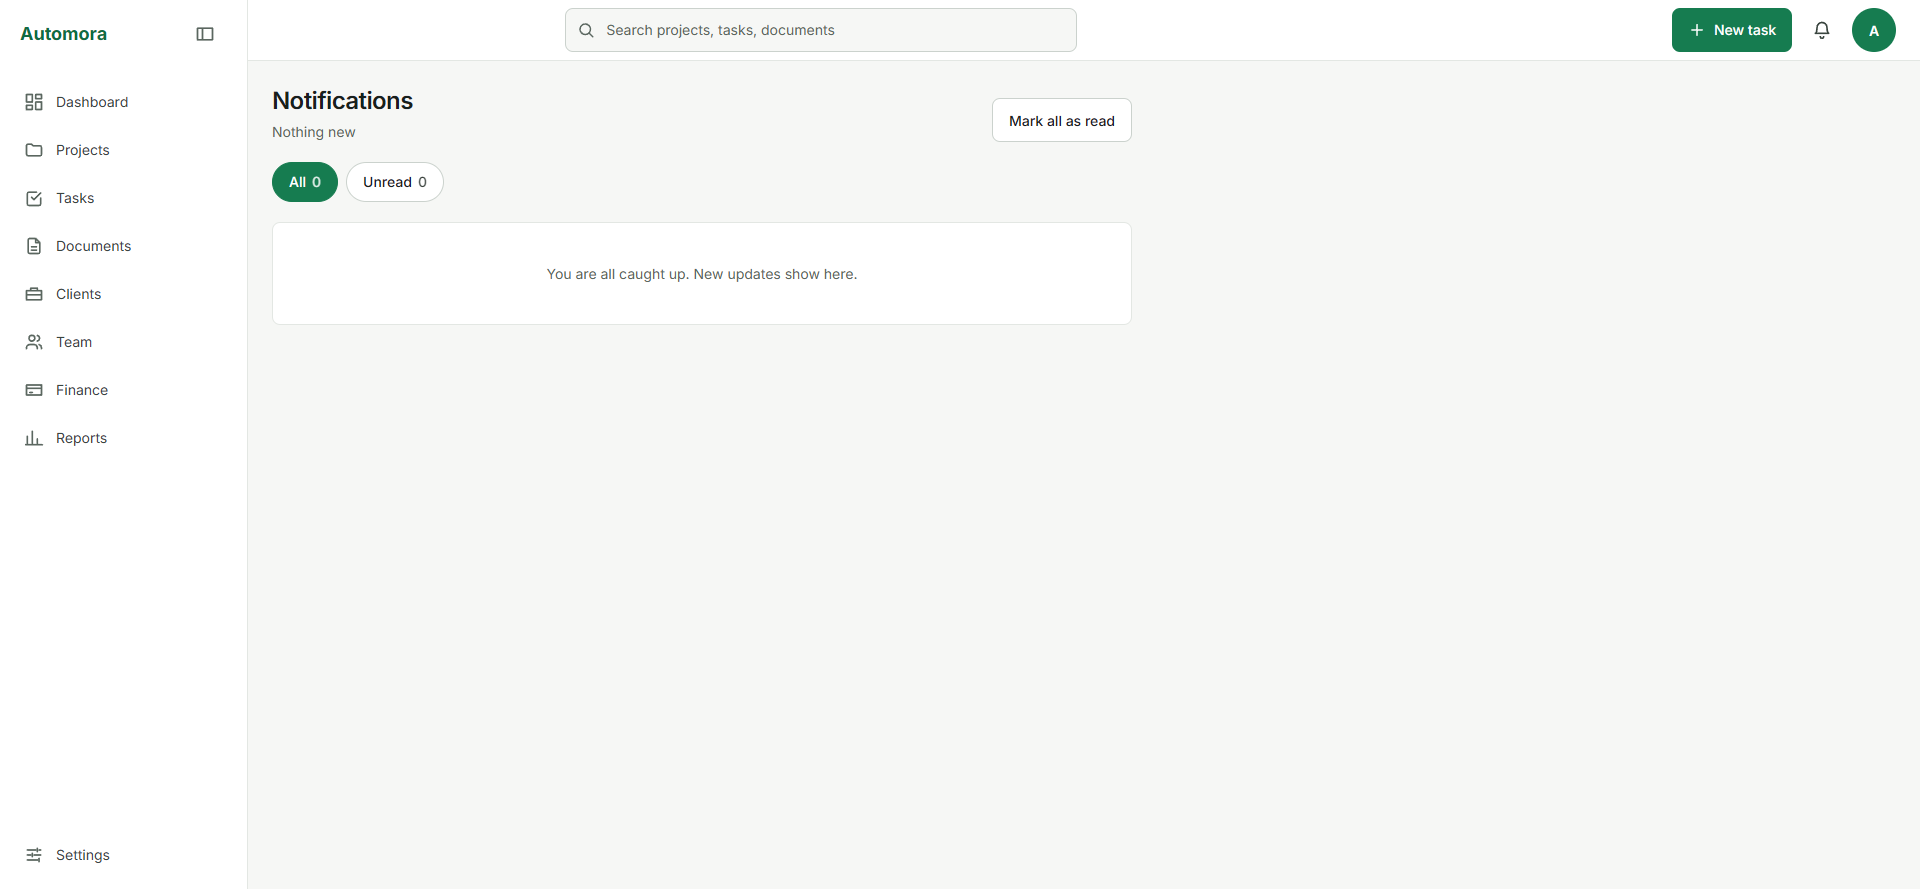 Automora
Search projects, tasks, documents
New task
A
Dashboard
Projects
Tasks
Documents
Clients
Team
Finance
Reports
Settings
Notifications
Nothing new
Mark all as read
All 0
Unread 0
You are all caught up. New updates show here.